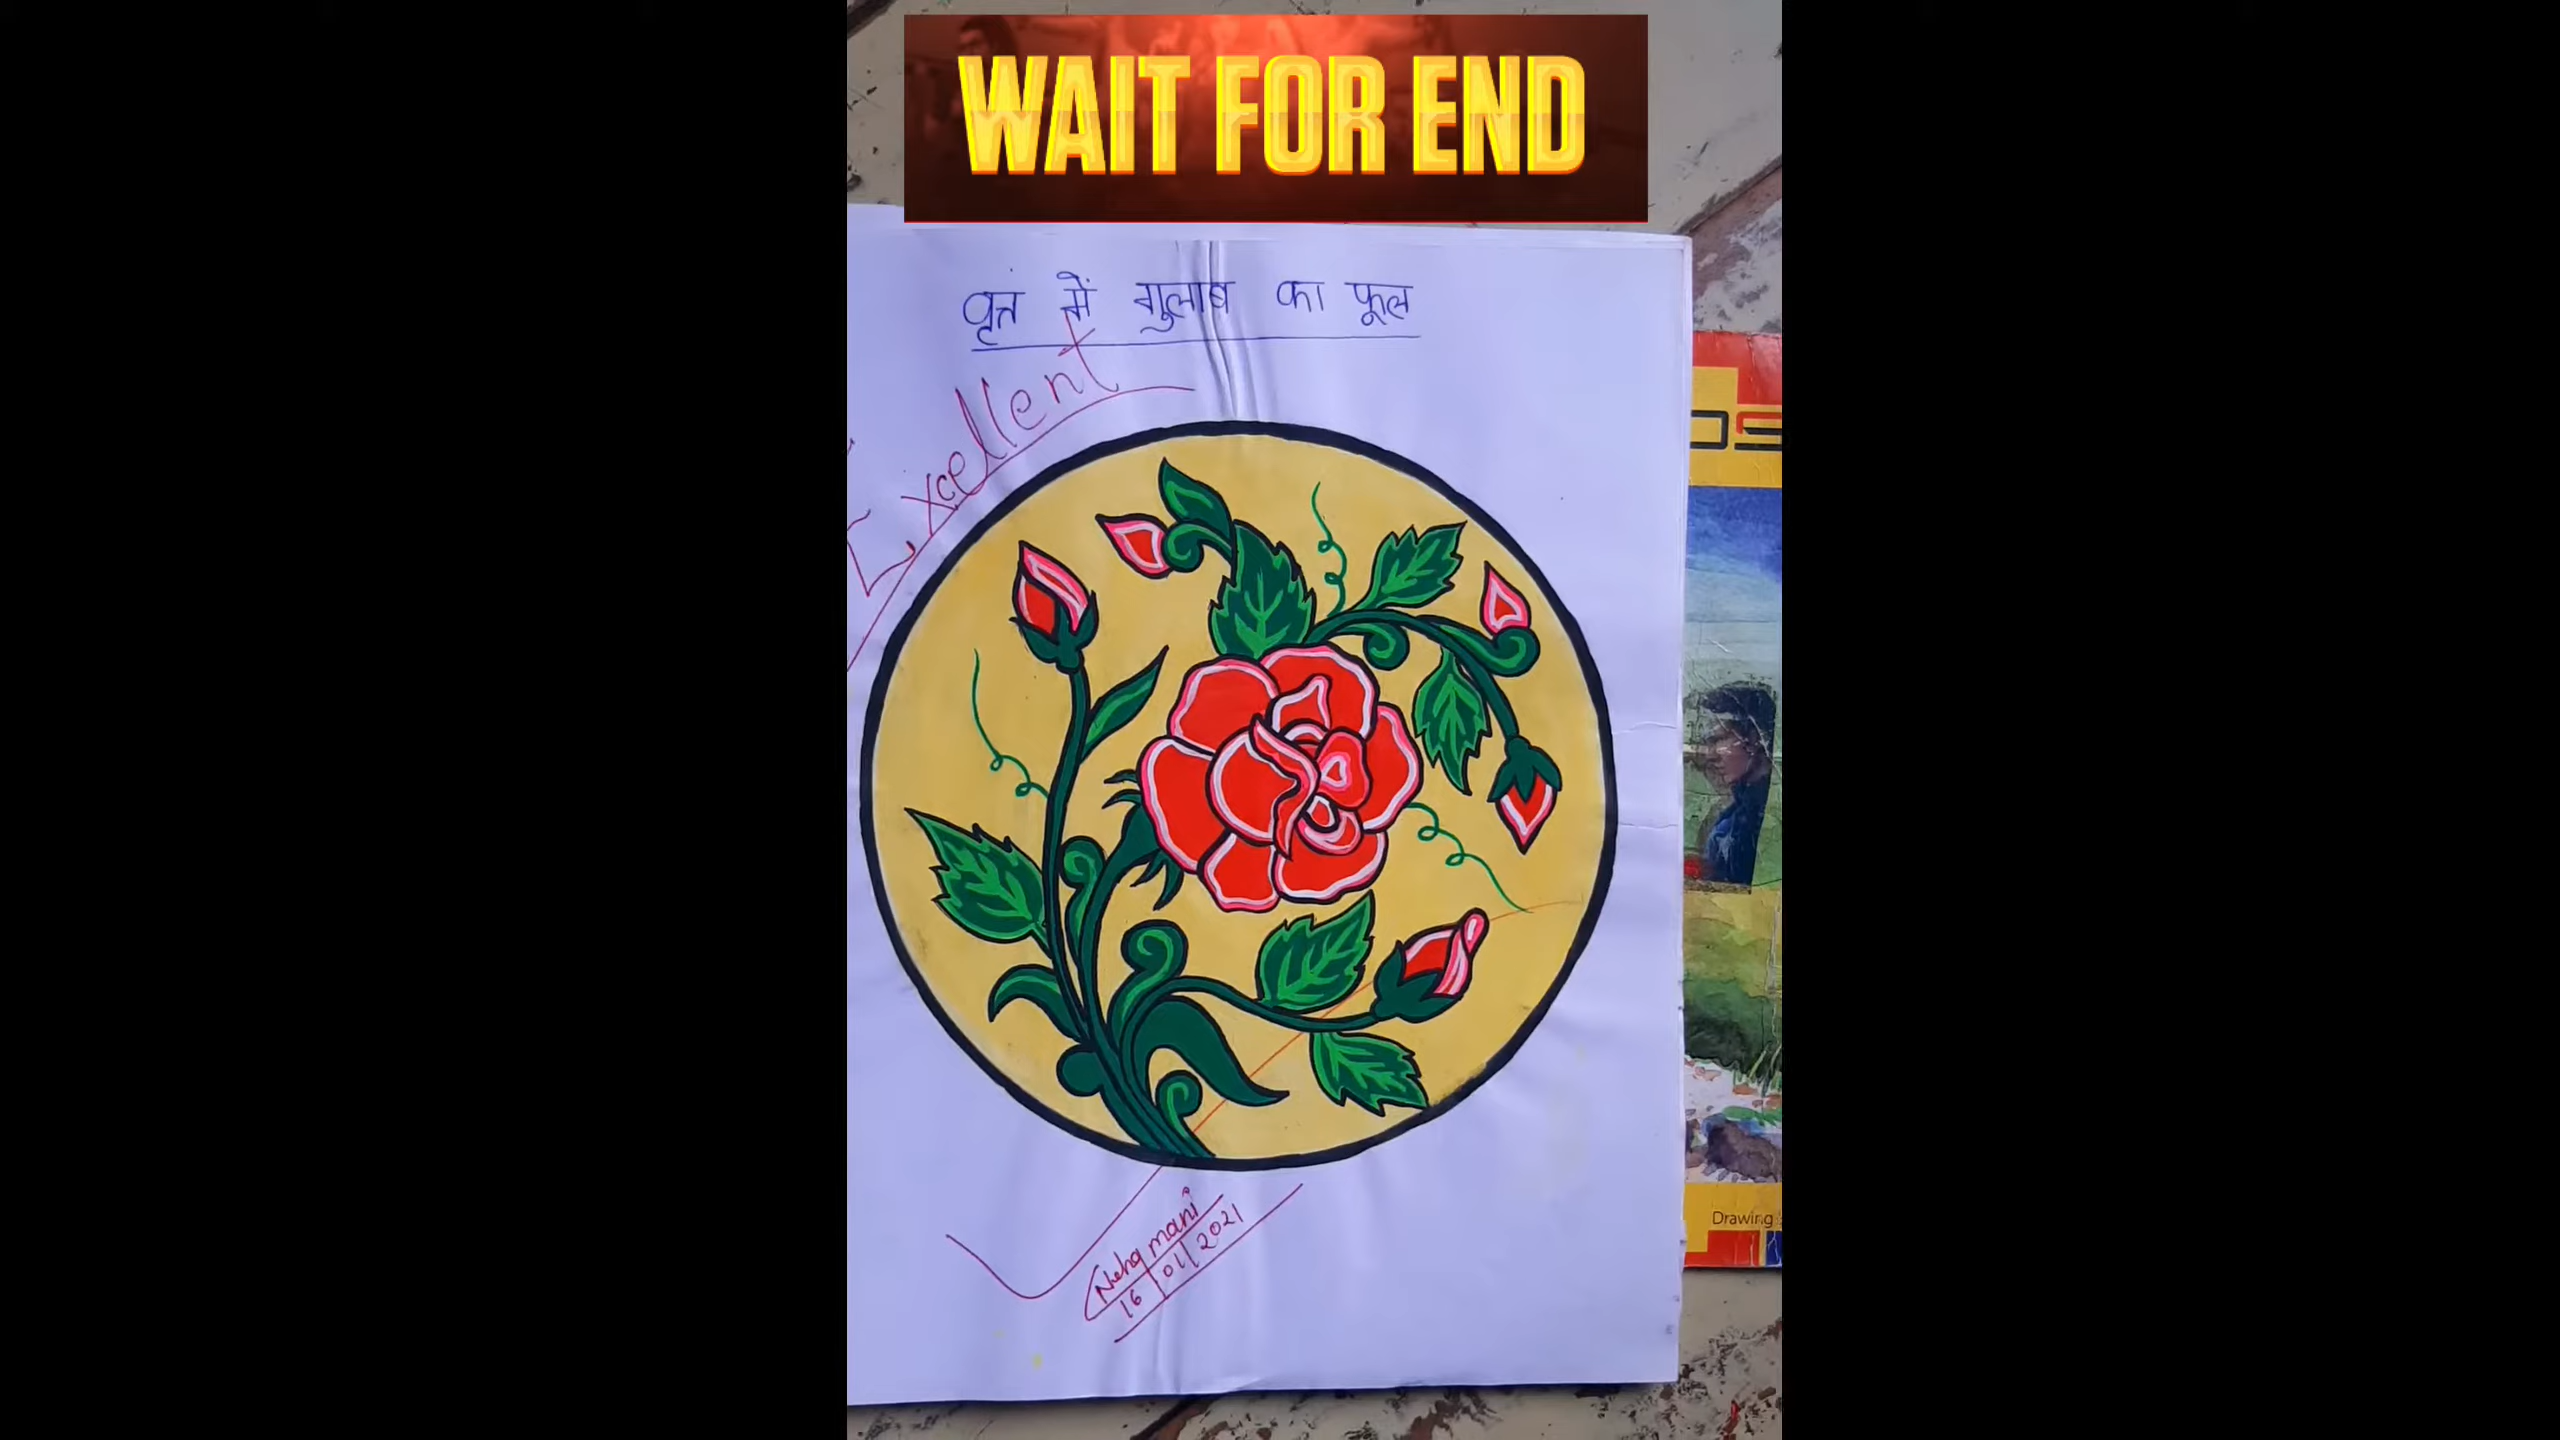 WAIT FOR END
वृत्त में गुलाब का फूल
Excellent
Neha mani
16/01/2021
Drawing